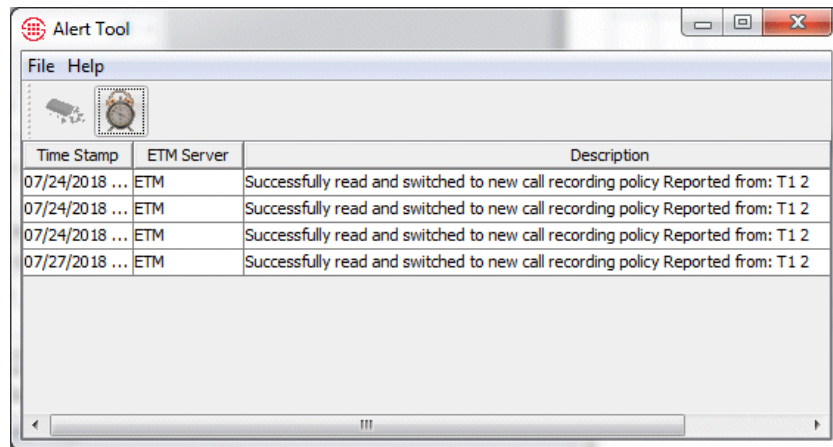 Alert Tool
File Help
Time Stamp ETM Server Description
07/24/2018 ... ETM Successfully read and switched to new call recording policy Reported from: T1 2
07/24/2018 ... ETM Successfully read and switched to new call recording policy Reported from: T1 2
07/24/2018 ... ETM Successfully read and switched to new call recording policy Reported from: T1 2
07/27/2018 ... ETM Successfully read and switched to new call recording policy Reported from: T1 2